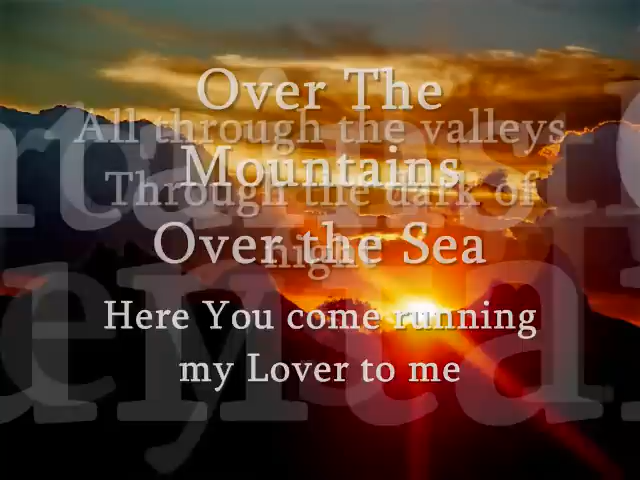 Over The
All through the valleys
Mountains
Through the dark of
Over the Sea
night
Here You come running
my Lover to me